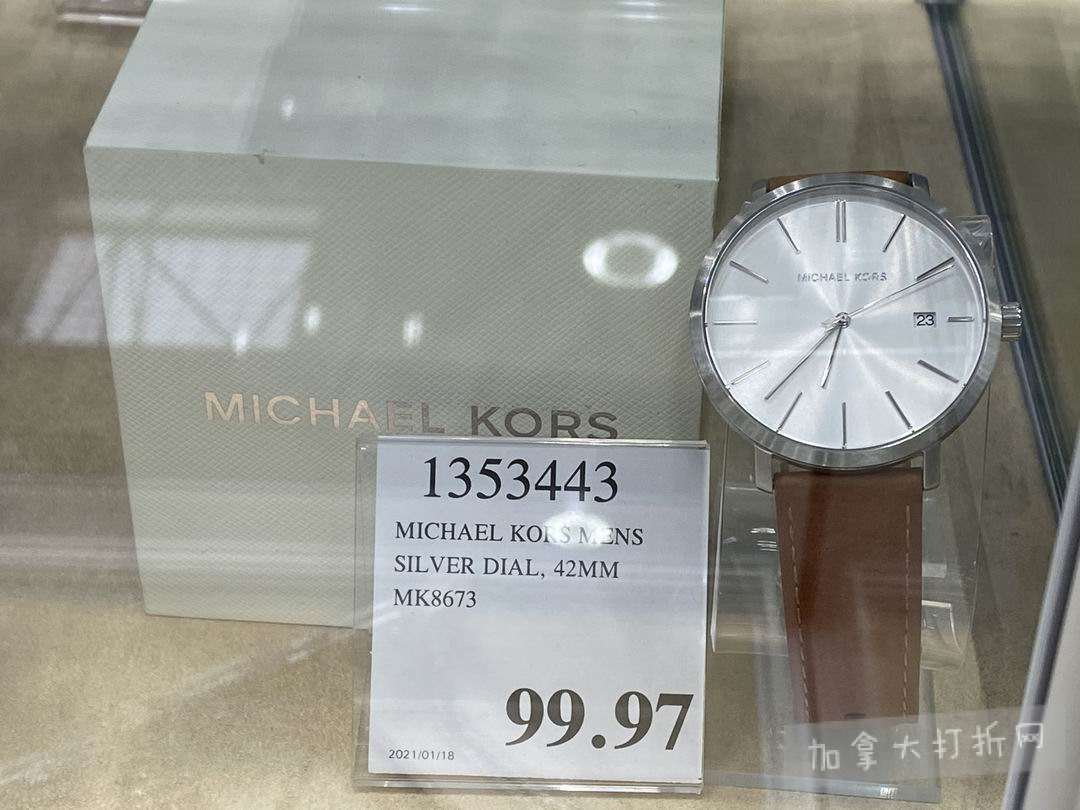 MICHAEL KORS
MICHAEL KORS
23
1353443
MICHAEL KORS MENS
SILVER DIAL, 42MM
MK8673
99.97
2021/01/18
加拿大打折网